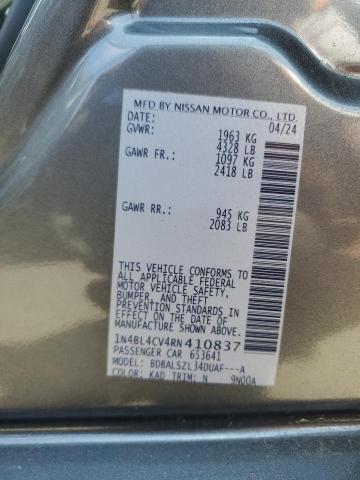 MFD BY NISSAN MOTOR CO., LTD.
DATE: 04/24
GVWR: 1963 KG
4328 LB
GAWR FR: 1097 KG
2418 LB
GAWR RR: 945 KG
2083 LB
THIS VEHICLE CONFORMS TO
ALL APPLICABLE FEDERAL
MOTOR VEHICLE SAFETY,
BUMPER, AND THEFT
PREVENTION STANDARDS IN
EFFECT ON THE DATE OF
MANUFACTURE SHOWN ABOVE.
1N4BL4CV4RN410837
PASSENGER CAR 653641
MODEL: BDBALSZL34DUAF---A
COLOR: KAD TRIM: N 9N00A